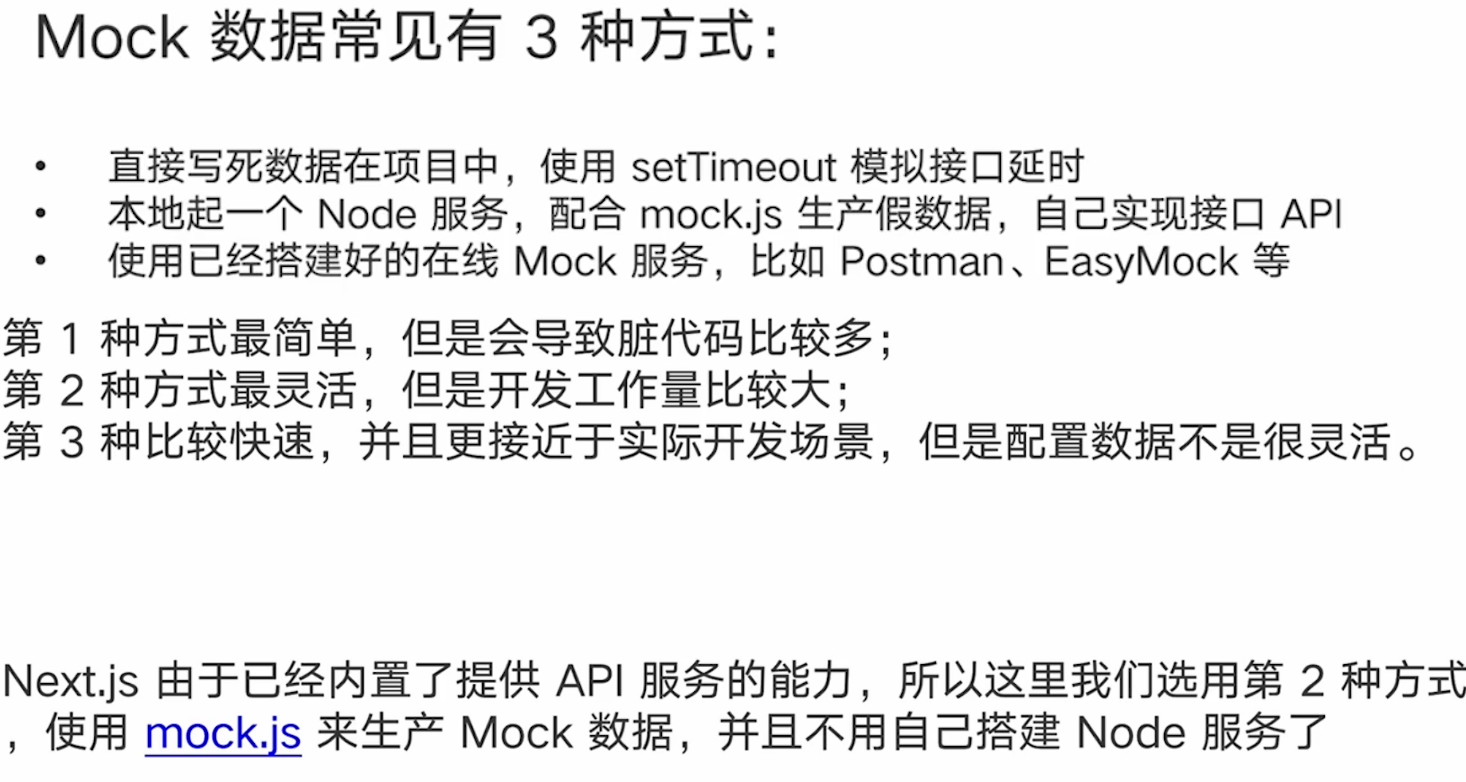 Mock 数据常见有 3 种方式：
• 直接写死数据在项目中，使用 setTimeout 模拟接口延时
• 本地起一个 Node 服务，配合 mock.js 生产假数据，自己实现接口 API
• 使用已经搭建好的在线 Mock 服务，比如 Postman、EasyMock 等
第 1 种方式最简单，但是会导致脏代码比较多；
第 2 种方式最灵活，但是开发工作量比较大；
第 3 种比较快速，并且更接近于实际开发场景，但是配置数据不是很灵活。
Next.js 由于已经内置了提供 API 服务的能力，所以这里我们选用第 2 种方式
，使用 mock.js 来生产 Mock 数据，并且不用自己搭建 Node 服务了